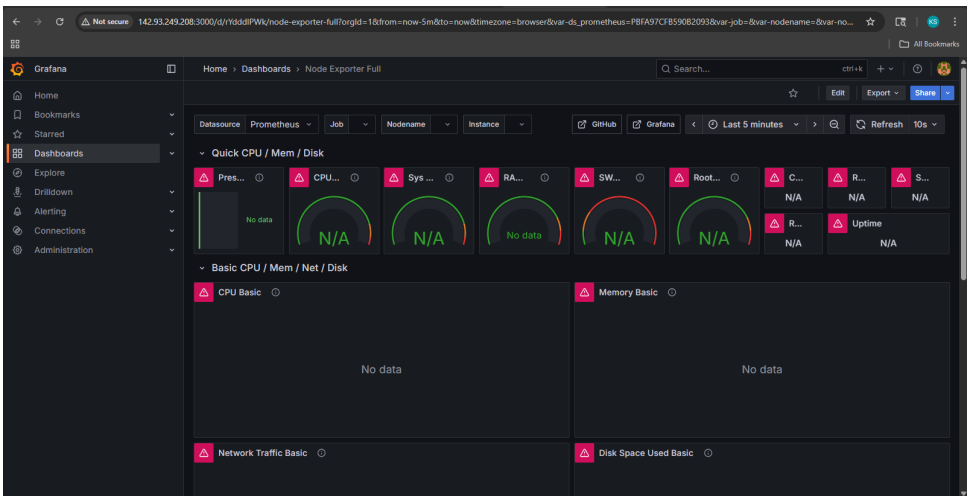 Not secure 142.93.249.208:3000/d/rYdddlPWk/node-exporter-full?orgId=1&from=now-5m&to=now&timezone=browser&var-ds_prometheus=PBFA97CFB590B2093&var-job=&var-nodename=&var-no...
KS
All Bookmarks
Grafana
Home › Dashboards › Node Exporter Full
Search...
ctrl+k
Home
Bookmarks
Starred
Dashboards
Explore
Drilldown
Alerting
Connections
Administration
Edit
Export
Share
Datasource Prometheus Job Nodename Instance
GitHub Grafana Last 5 minutes Refresh 10s
Quick CPU / Mem / Disk
Pres... CPU... Sys ... RA... SW... Root... C... R... S...
No data N/A N/A No data N/A N/A N/A N/A N/A
R... Uptime
N/A N/A
Basic CPU / Mem / Net / Disk
CPU Basic Memory Basic
No data No data
Network Traffic Basic Disk Space Used Basic